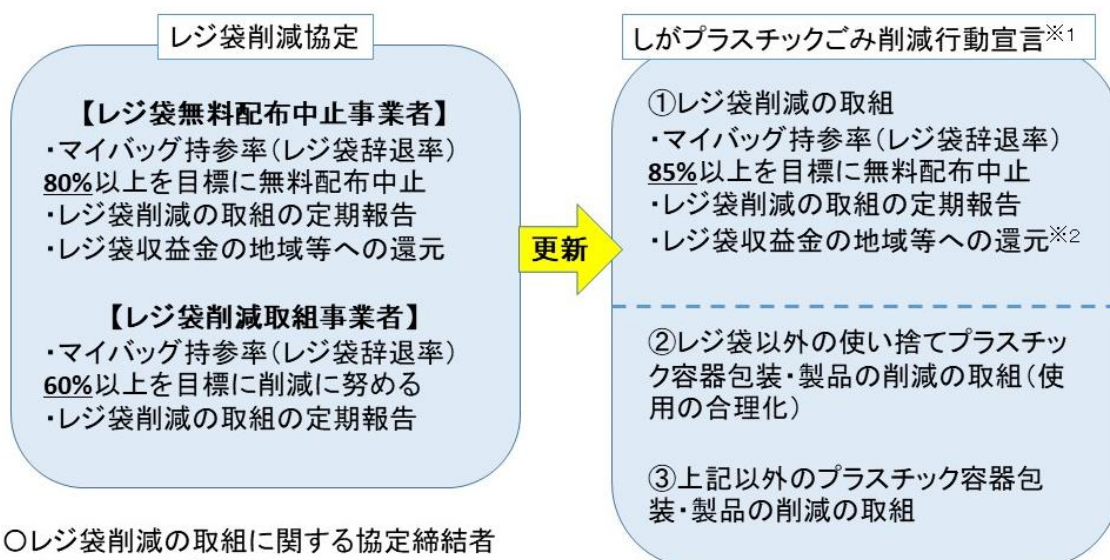 レジ袋削減協定
【レジ袋無料配布中止事業者】
・マイバッグ持参率(レジ袋辞退率)
80%以上を目標に無料配布中止
・レジ袋削減の取組の定期報告
・レジ袋収益金の地域等への還元
【レジ袋削減取組事業者】
・マイバッグ持参率(レジ袋辞退率)
60%以上を目標に削減に努める
・レジ袋削減の取組の定期報告
〇レジ袋削減の取組に関する協定締結者
更新
しがプラスチックごみ削減行動宣言※1
①レジ袋削減の取組
・マイバッグ持参率(レジ袋辞退率)
85%以上を目標に無料配布中止
・レジ袋削減の取組の定期報告
・レジ袋収益金の地域等への還元※2
②レジ袋以外の使い捨てプラスチッ
ク容器包装・製品の削減の取組(使
用の合理化)
③上記以外のプラスチック容器包
装・製品の削減の取組